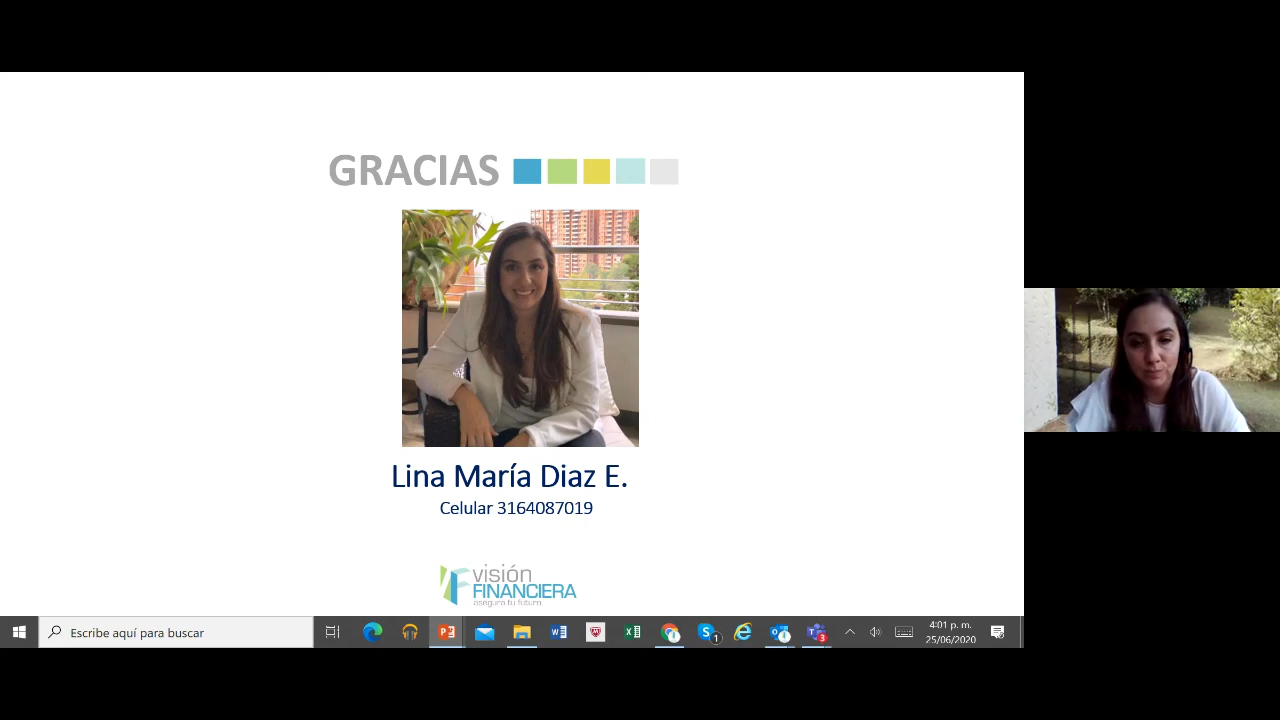 GRACIAS
Lina María Diaz E.
Celular 3164087019
visión
FINANCIERA
asegura tu futuro
Escribe aquí para buscar
4:01 p. m.
25/06/2020